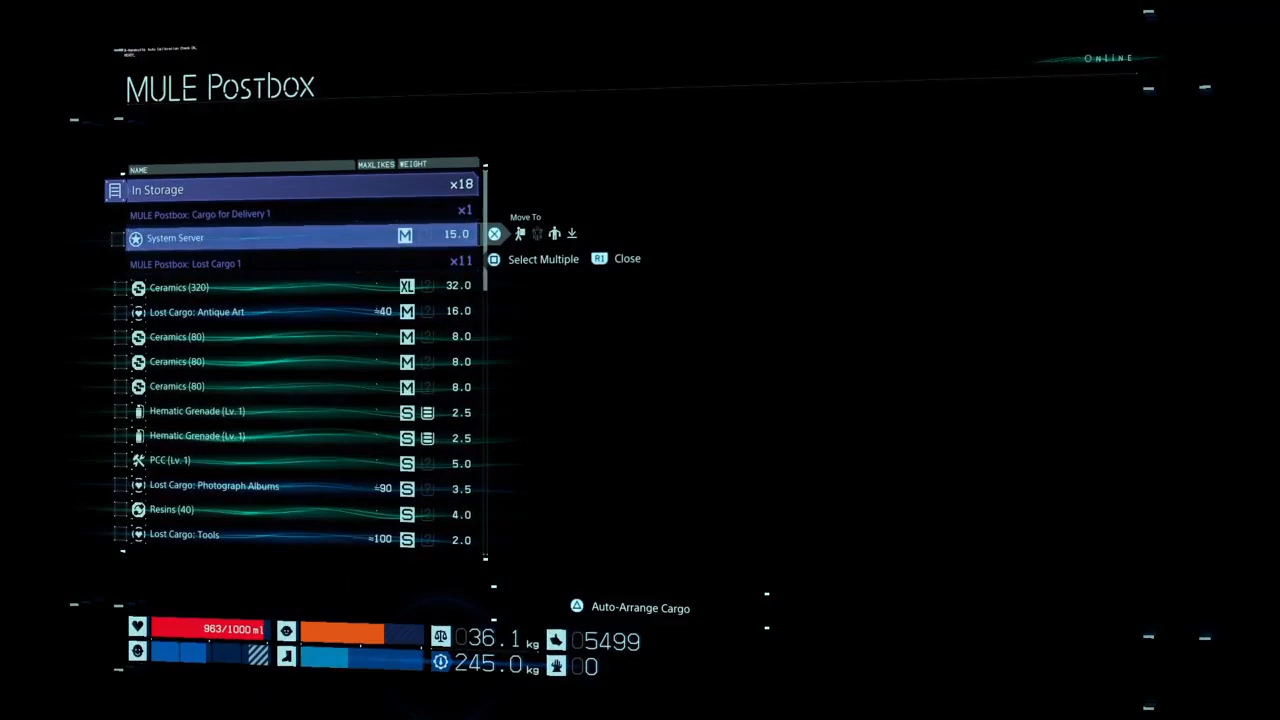 ONLINE
MULE Postbox
NAME MAXLIKES WEIGHT
In Storage ×18
MULE Postbox: Cargo for Delivery 1 ×1
System Server M 15.0
Move To
MULE Postbox: Lost Cargo 1 ×11
Select Multiple R1 Close
Ceramics (320) XL 32.0
Lost Cargo: Antique Art ≈40 M 16.0
Ceramics (80) M 8.0
Ceramics (80) M 8.0
Ceramics (80) M 8.0
Hematic Grenade (Lv. 1) S 2.5
Hematic Grenade (Lv. 1) S 2.5
PCC (Lv. 1) S 5.0
Lost Cargo: Photograph Albums ≈90 S 3.5
Resins (40) S 4.0
Lost Cargo: Tools ≈100 S 2.0
Auto-Arrange Cargo
963/1000 ml 036.1 kg 05499
245.0 kg 00